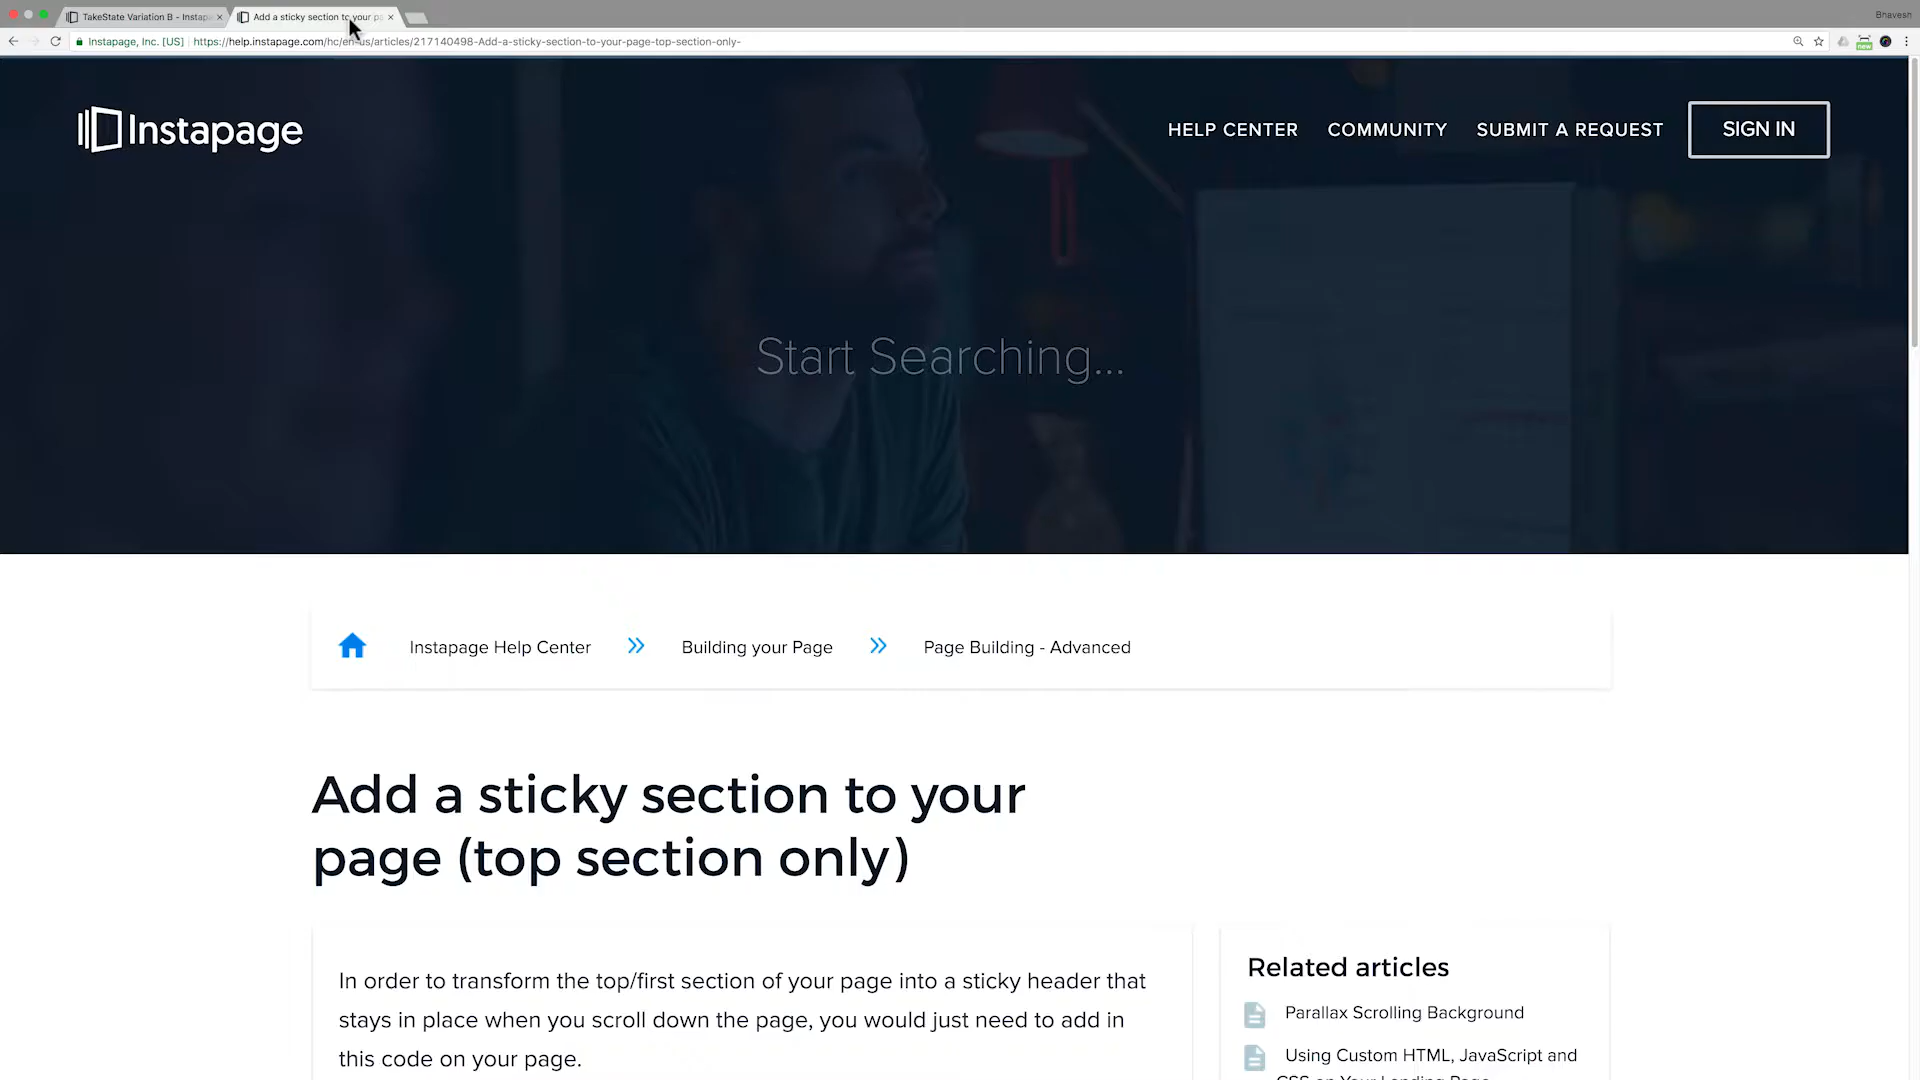 TakeState Variation B - Instap
Add a sticky section to your p
Bhavesh
Instapage, Inc. [US]
https://help.instapage.com/hc/en-us/articles/217140498-Add-a-sticky-section-to-your-page-top-section-only-
new
Instapage
HELP CENTER
COMMUNITY
SUBMIT A REQUEST
SIGN IN
Start Searching...
Instapage Help Center
Building your Page
Page Building - Advanced
Add a sticky section to your
page (top section only)
In order to transform the top/first section of your page into a sticky header that
stays in place when you scroll down the page, you would just need to add in
this code on your page.
Related articles
Parallax Scrolling Background
Using Custom HTML, JavaScript and
CSS on Your Landing Page